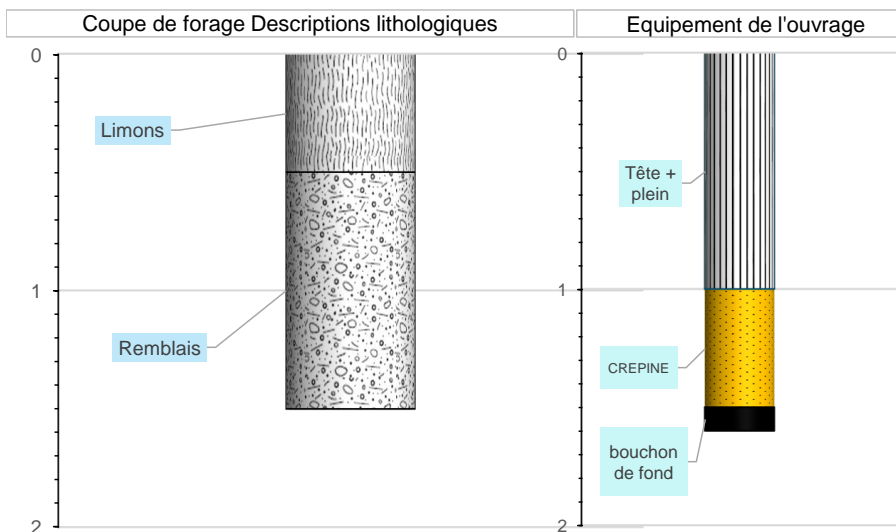 Coupe de forage Descriptions lithologiques
0
Limons
1
Remblais
2
Equipement de l'ouvrage
0
Tête +
plein
1
CREPINE
bouchon
de fond
2